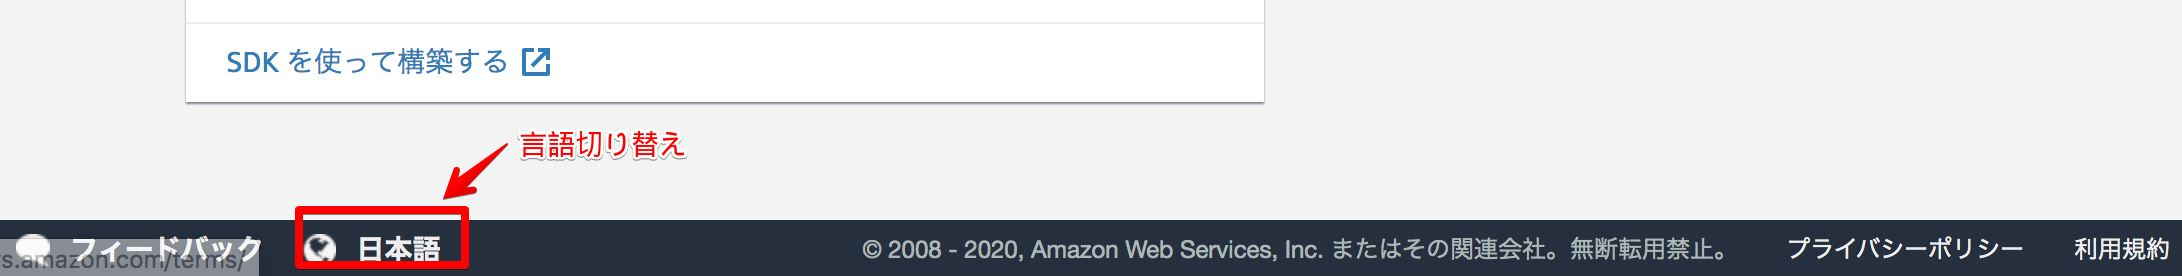 SDK を使って構築する
言語切り替え
フィードバック
日本語
© 2008 - 2020, Amazon Web Services, Inc. またはその関連会社。無断転用禁止。
プライバシーポリシー
利用規約
s.amazon.com/terms/